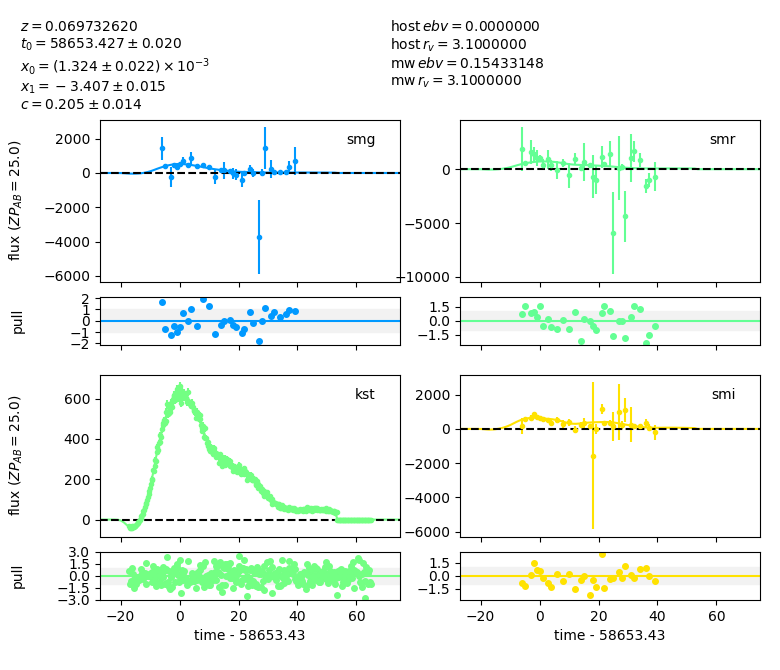 z = 0.069732620
t₀ = 58653.427 ± 0.020
x₀ = (1.324 ± 0.022) × 10⁻³
x₁ = −3.407 ± 0.015
c = 0.205 ± 0.014
host ebv = 0.0000000
host r_v = 3.1000000
mw ebv = 0.15433148
mw r_v = 3.1000000
smg
flux (ZP_AB = 25.0)
2000
0
−2000
−4000
−6000
smr
0
−5000
−10000
pull
2
1
0
−1
−2
1.5
0.0
−1.5
kst
flux (ZP_AB = 25.0)
600
400
200
0
smi
2000
0
−2000
−4000
−6000
pull
3.0
1.5
0.0
−1.5
−3.0
1.5
0.0
−1.5
−20 0 20 40 60
time - 58653.43
−20 0 20 40 60
time - 58653.43